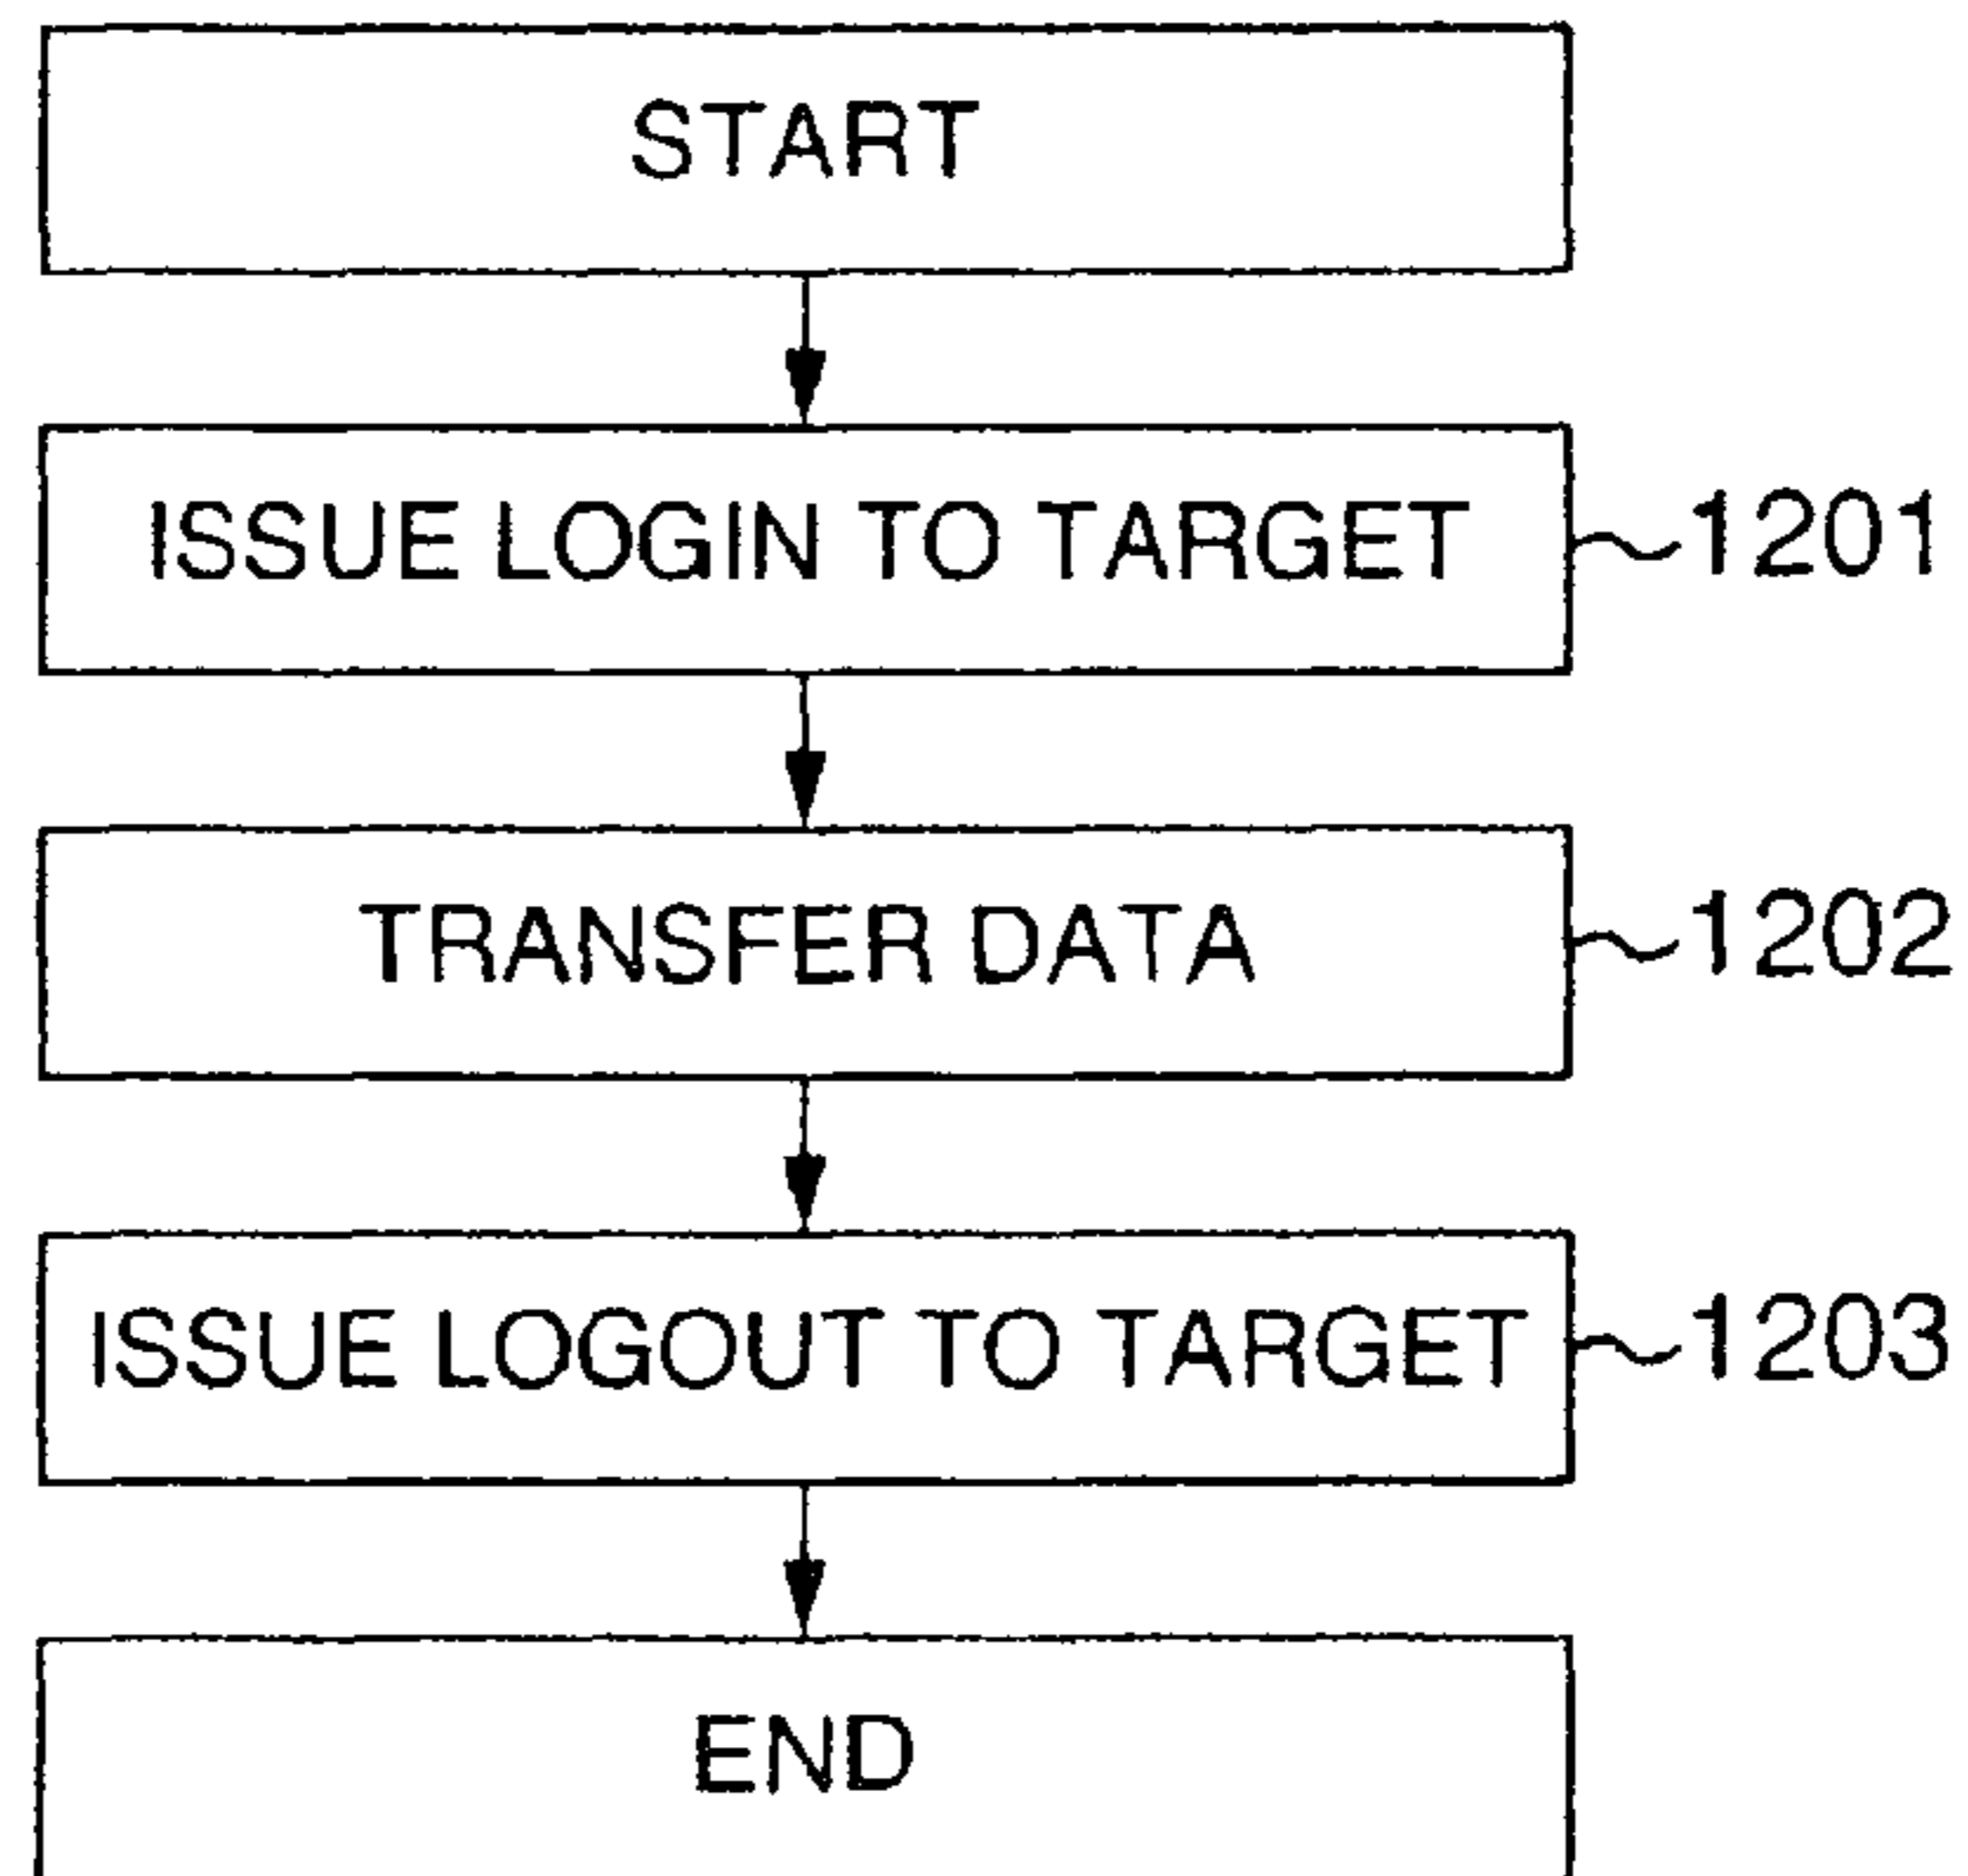 START
ISSUE LOGIN TO TARGET 1201
TRANSFER DATA 1202
ISSUE LOGOUT TO TARGET 1203
END